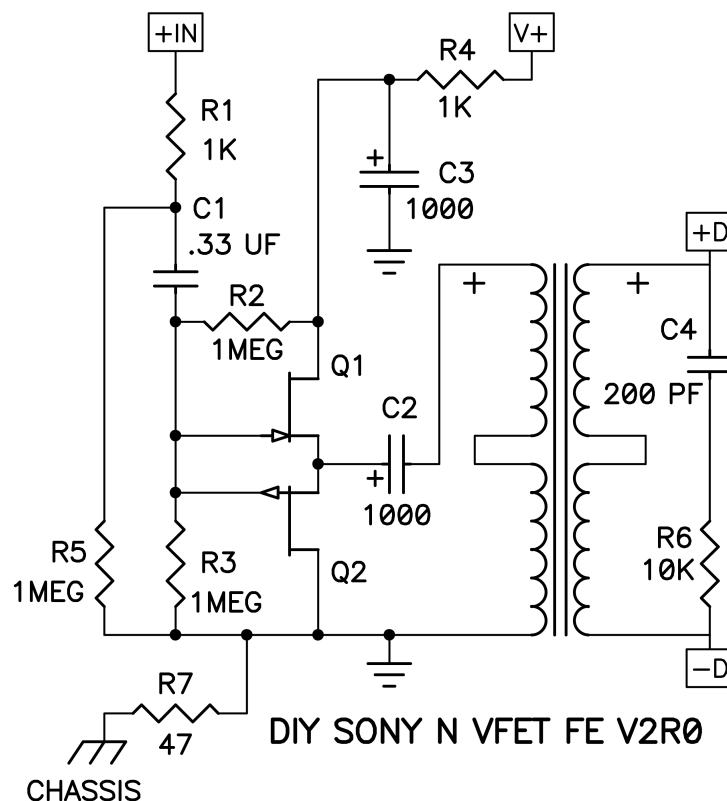 +IN
V+
R4
1K
R1
1K
+
C3
1000
C1
.33 UF
+D
R2
1MEG
+
+
C4
200 PF
Q1
C2
+
1000
R5
1MEG
R3
1MEG
Q2
R6
10K
-D
R7
47
DIY SONY N VFET FE V2R0
CHASSIS